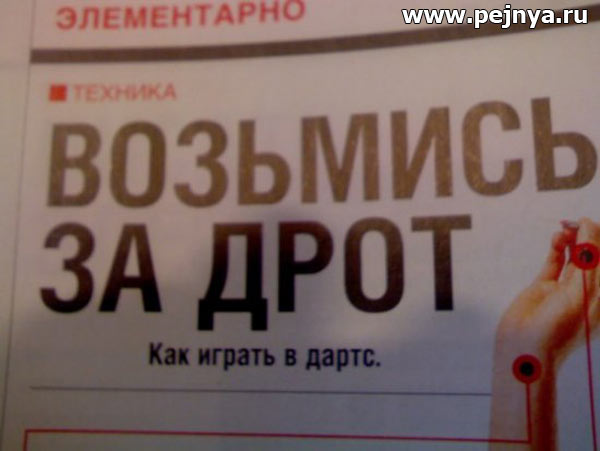 www.pejnya.ru
ЭЛЕМЕНТАРНО
ТЕХНИКА
ВОЗЬМИСЬ
ЗА ДРОТ
Как играть в дартс.